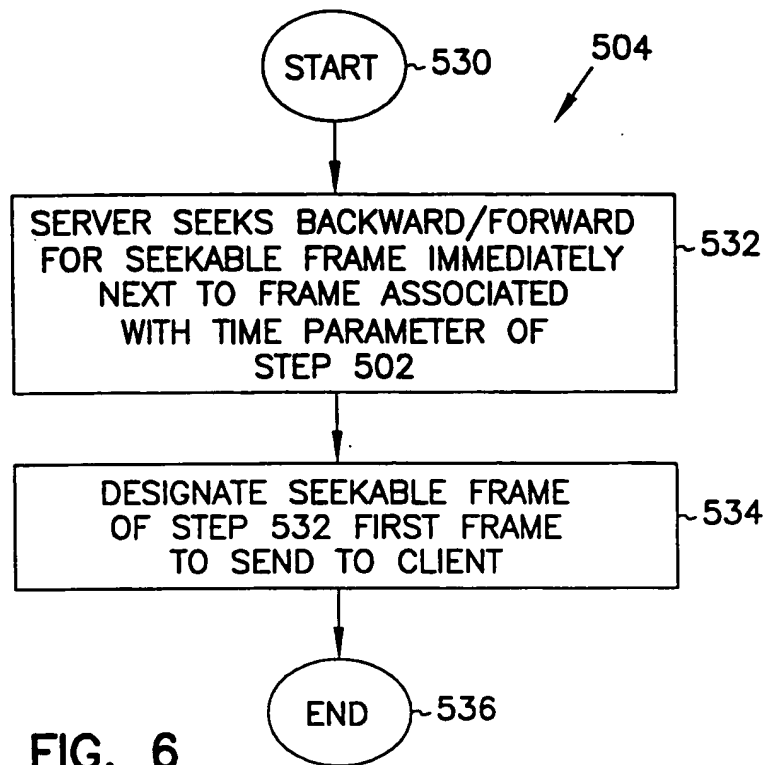 START
530
504
SERVER SEEKS BACKWARD/FORWARD
FOR SEEKABLE FRAME IMMEDIATELY
NEXT TO FRAME ASSOCIATED
WITH TIME PARAMETER OF
STEP 502
532
DESIGNATE SEEKABLE FRAME
OF STEP 532 FIRST FRAME
TO SEND TO CLIENT
534
END
536
FIG. 6